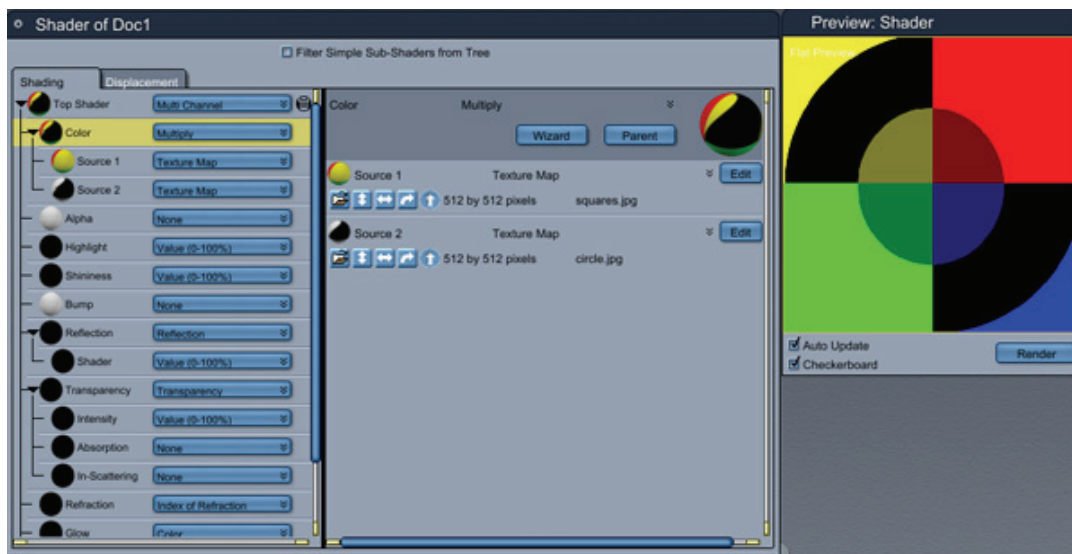 Shader of Doc1
Filter Simple Sub-Shaders from Tree
Shading
Displacement
Top Shader Multi Channel
Color Multiply
Source 1 Texture Map
Source 2 Texture Map
Alpha None
Highlight Value (0-100%)
Shininess Value (0-100%)
Bump None
Reflection Reflection
Shader Value (0-100%)
Transparency Transparency
Intensity Value (0-100%)
Absorption None
In-Scattering None
Refraction Index of Refraction
Glow Color
Color Multiply
Wizard Parent
Source 1 Texture Map Edit
512 by 512 pixels squares.jpg
Source 2 Texture Map Edit
512 by 512 pixels circle.jpg
Preview: Shader
Flat Preview
Auto Update
Checkerboard
Render